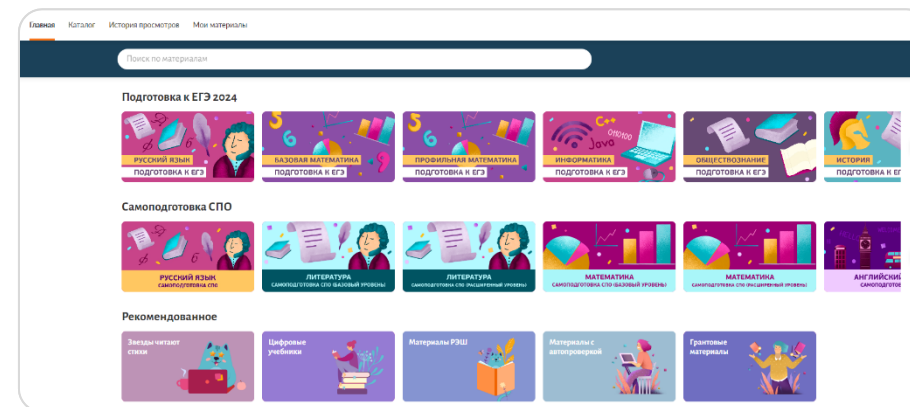 Главная Каталог История просмотров Мои материалы
Поиск по материалам
Подготовка к ЕГЭ 2024
РУССКИЙ ЯЗЫК
ПОДГОТОВКА К ЕГЭ
БАЗОВАЯ МАТЕМАТИКА
ПОДГОТОВКА К ЕГЭ
ПРОФИЛЬНАЯ МАТЕМАТИКА
ПОДГОТОВКА К ЕГЭ
C++
Java
ИНФОРМАТИКА
ПОДГОТОВКА К ЕГЭ
ОБЩЕСТВОЗНАНИЕ
ПОДГОТОВКА К ЕГЭ
ИСТОРИЯ
ПОДГОТОВКА К ЕГ
Самоподготовка СПО
РУССКИЙ ЯЗЫК
САМОПОДГОТОВКА СПО
ЛИТЕРАТУРА
САМОПОДГОТОВКА СПО (БАЗОВЫЙ УРОВЕНЬ)
ЛИТЕРАТУРА
САМОПОДГОТОВКА СПО (РАСШИРЕННЫЙ УРОВЕНЬ)
МАТЕМАТИКА
САМОПОДГОТОВКА СПО (БАЗОВЫЙ УРОВЕНЬ)
МАТЕМАТИКА
САМОПОДГОТОВКА СПО (РАСШИРЕННЫЙ УРОВЕНЬ)
АНГЛИЙСКИЙ
САМОПОДГОТОВ
Рекомендованное
Звезды читают
стихи
Цифровые
учебники
Материалы РЭШ
Материалы с
автопроверкой
Грантовые
материалы